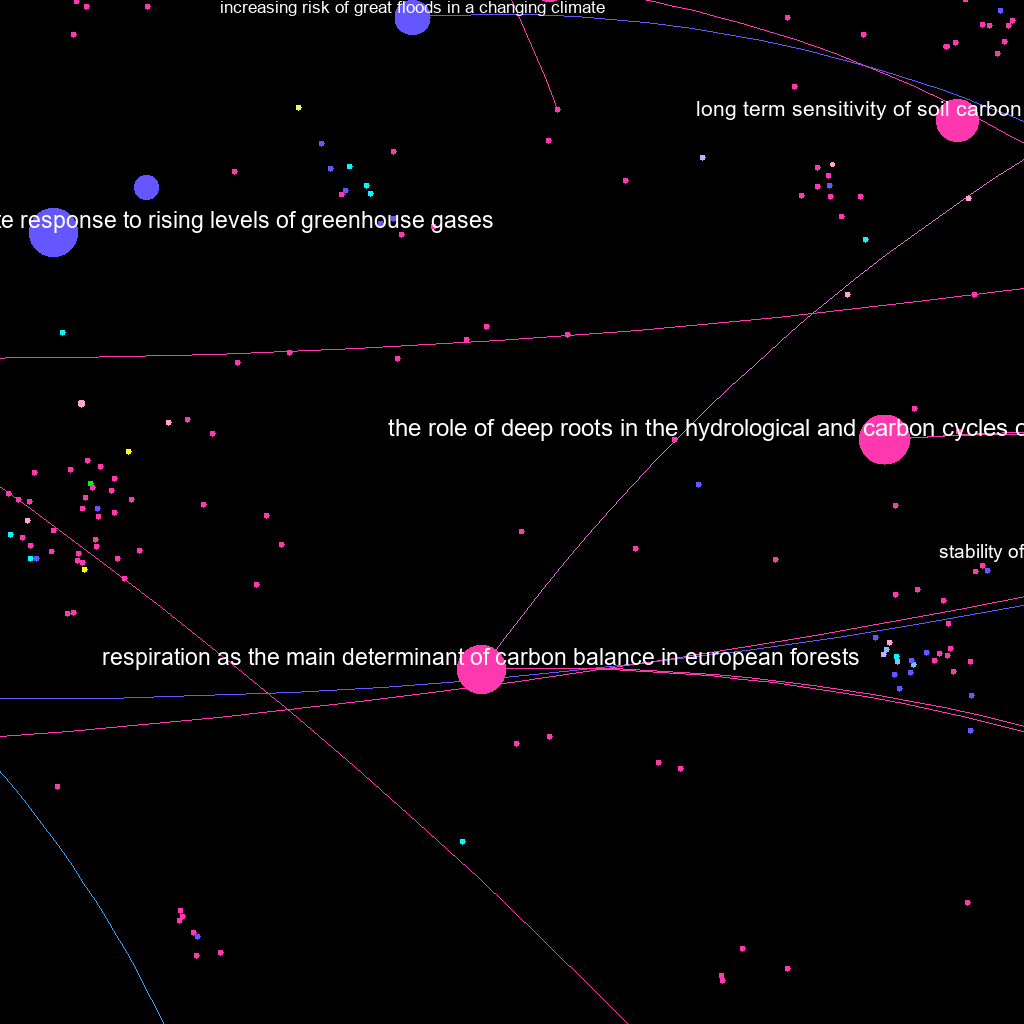 increasing risk of great floods in a changing climate
long term sensitivity of soil carbon
response to rising levels of greenhouse gases
the role of deep roots in the hydrological and carbon cycles
stability of
respiration as the main determinant of carbon balance in european forests